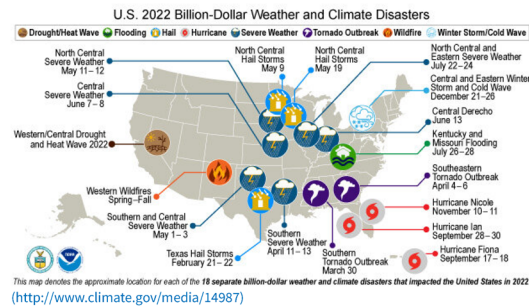 U.S. 2022 Billion-Dollar Weather and Climate Disasters
Drought/Heat Wave Flooding Hail Hurricane Severe Weather Tornado Outbreak Wildfire Winter Storm/Cold Wave
North Central
Severe Weather
May 11–12
North Central
Hail Storms
May 9
North Central
Hail Storms
May 19
North Central and
Eastern Severe Weather
July 22–24
Central
Severe Weather
June 7–8
Central and Eastern Winter
Storm and Cold Wave
December 21–26
Central Derecho
June 13
Western/Central Drought
and Heat Wave 2022
Kentucky and
Missouri Flooding
July 26–28
Southeastern
Tornado Outbreak
April 4–6
Western Wildfires
Spring–Fall
Hurricane Nicole
November 10–11
Southern and Central
Severe Weather
May 1–3
Hurricane Ian
September 28–30
Texas Hail Storms
February 21–22
Southern
Severe Weather
April 11–13
Southern
Tornado Outbreak
March 30
Hurricane Fiona
September 17–18
This map denotes the approximate location for each of the 18 separate billion-dollar weather and climate disasters that impacted the United States in 2022
(http://www.climate.gov/media/14987)